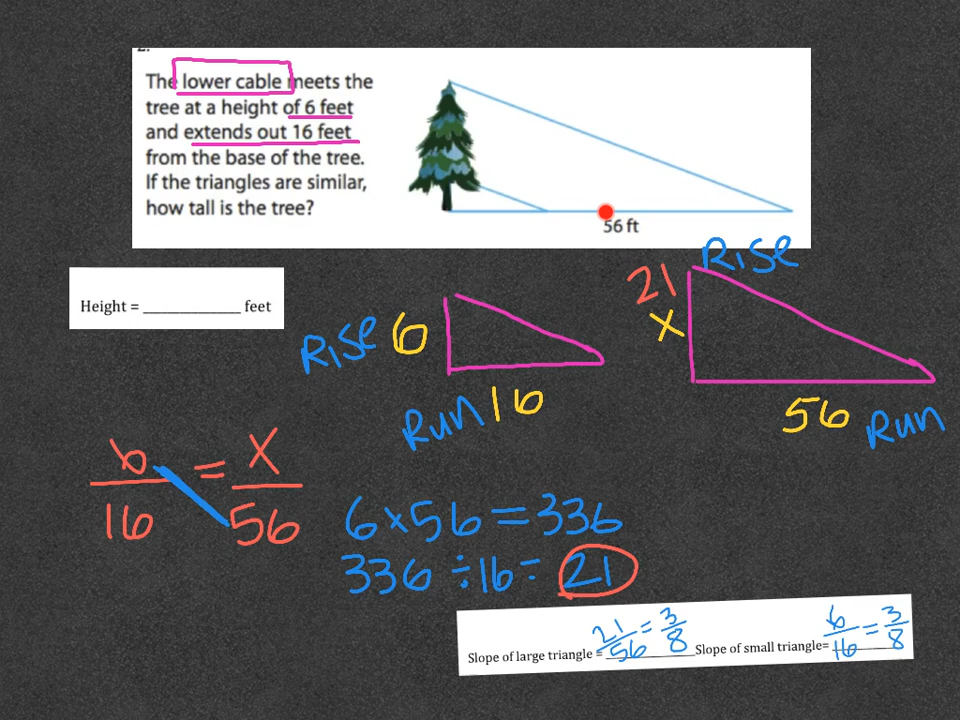 2.
The lower cable meets the
tree at a height of 6 feet
and extends out 16 feet
from the base of the tree.
If the triangles are similar,
how tall is the tree?
56 ft
Height = ______________ feet
Rise 6
Run 16
Rise
21
X
56 Run
6/16 = X/56
6 x 56 = 336
336 ÷ 16 = 21
Slope of large triangle = 21/56 = 3/8 Slope of small triangle= 6/16 = 3/8